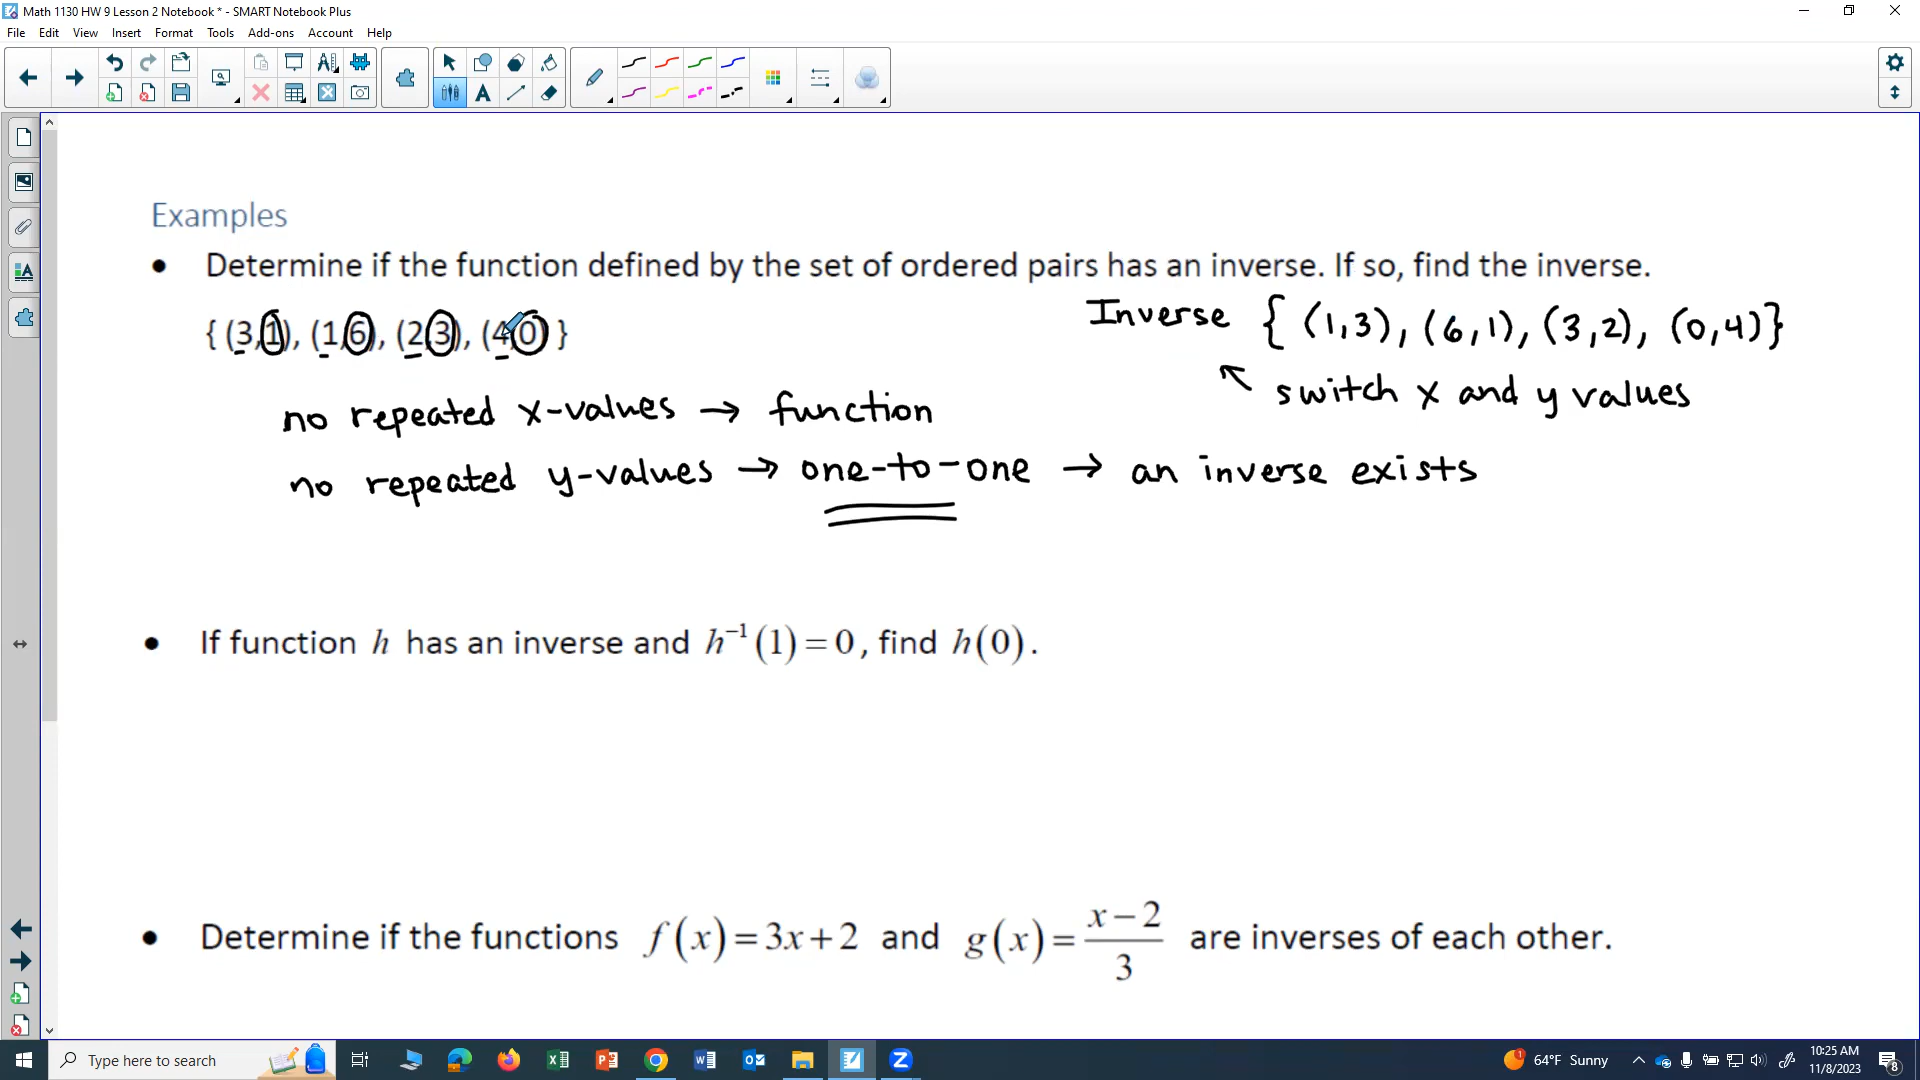 Math 1130 HW 9 Lesson 2 Notebook * - SMART Notebook Plus
File Edit View Insert Format Tools Add-ons Account Help
Examples
• Determine if the function defined by the set of ordered pairs has an inverse. If so, find the inverse.
{ (3,1), (1,6), (2,3), (4,0) }
Inverse { (1,3), (6,1), (3,2), (0,4)}
switch x and y values
no repeated x-values → function
no repeated y-values → one-to-one → an inverse exists
• If function h has an inverse and h⁻¹(1)=0, find h(0).
• Determine if the functions f(x)=3x+2 and g(x)=(x−2)/3 are inverses of each other.
Type here to search
64°F Sunny
10:25 AM
11/8/2023
8